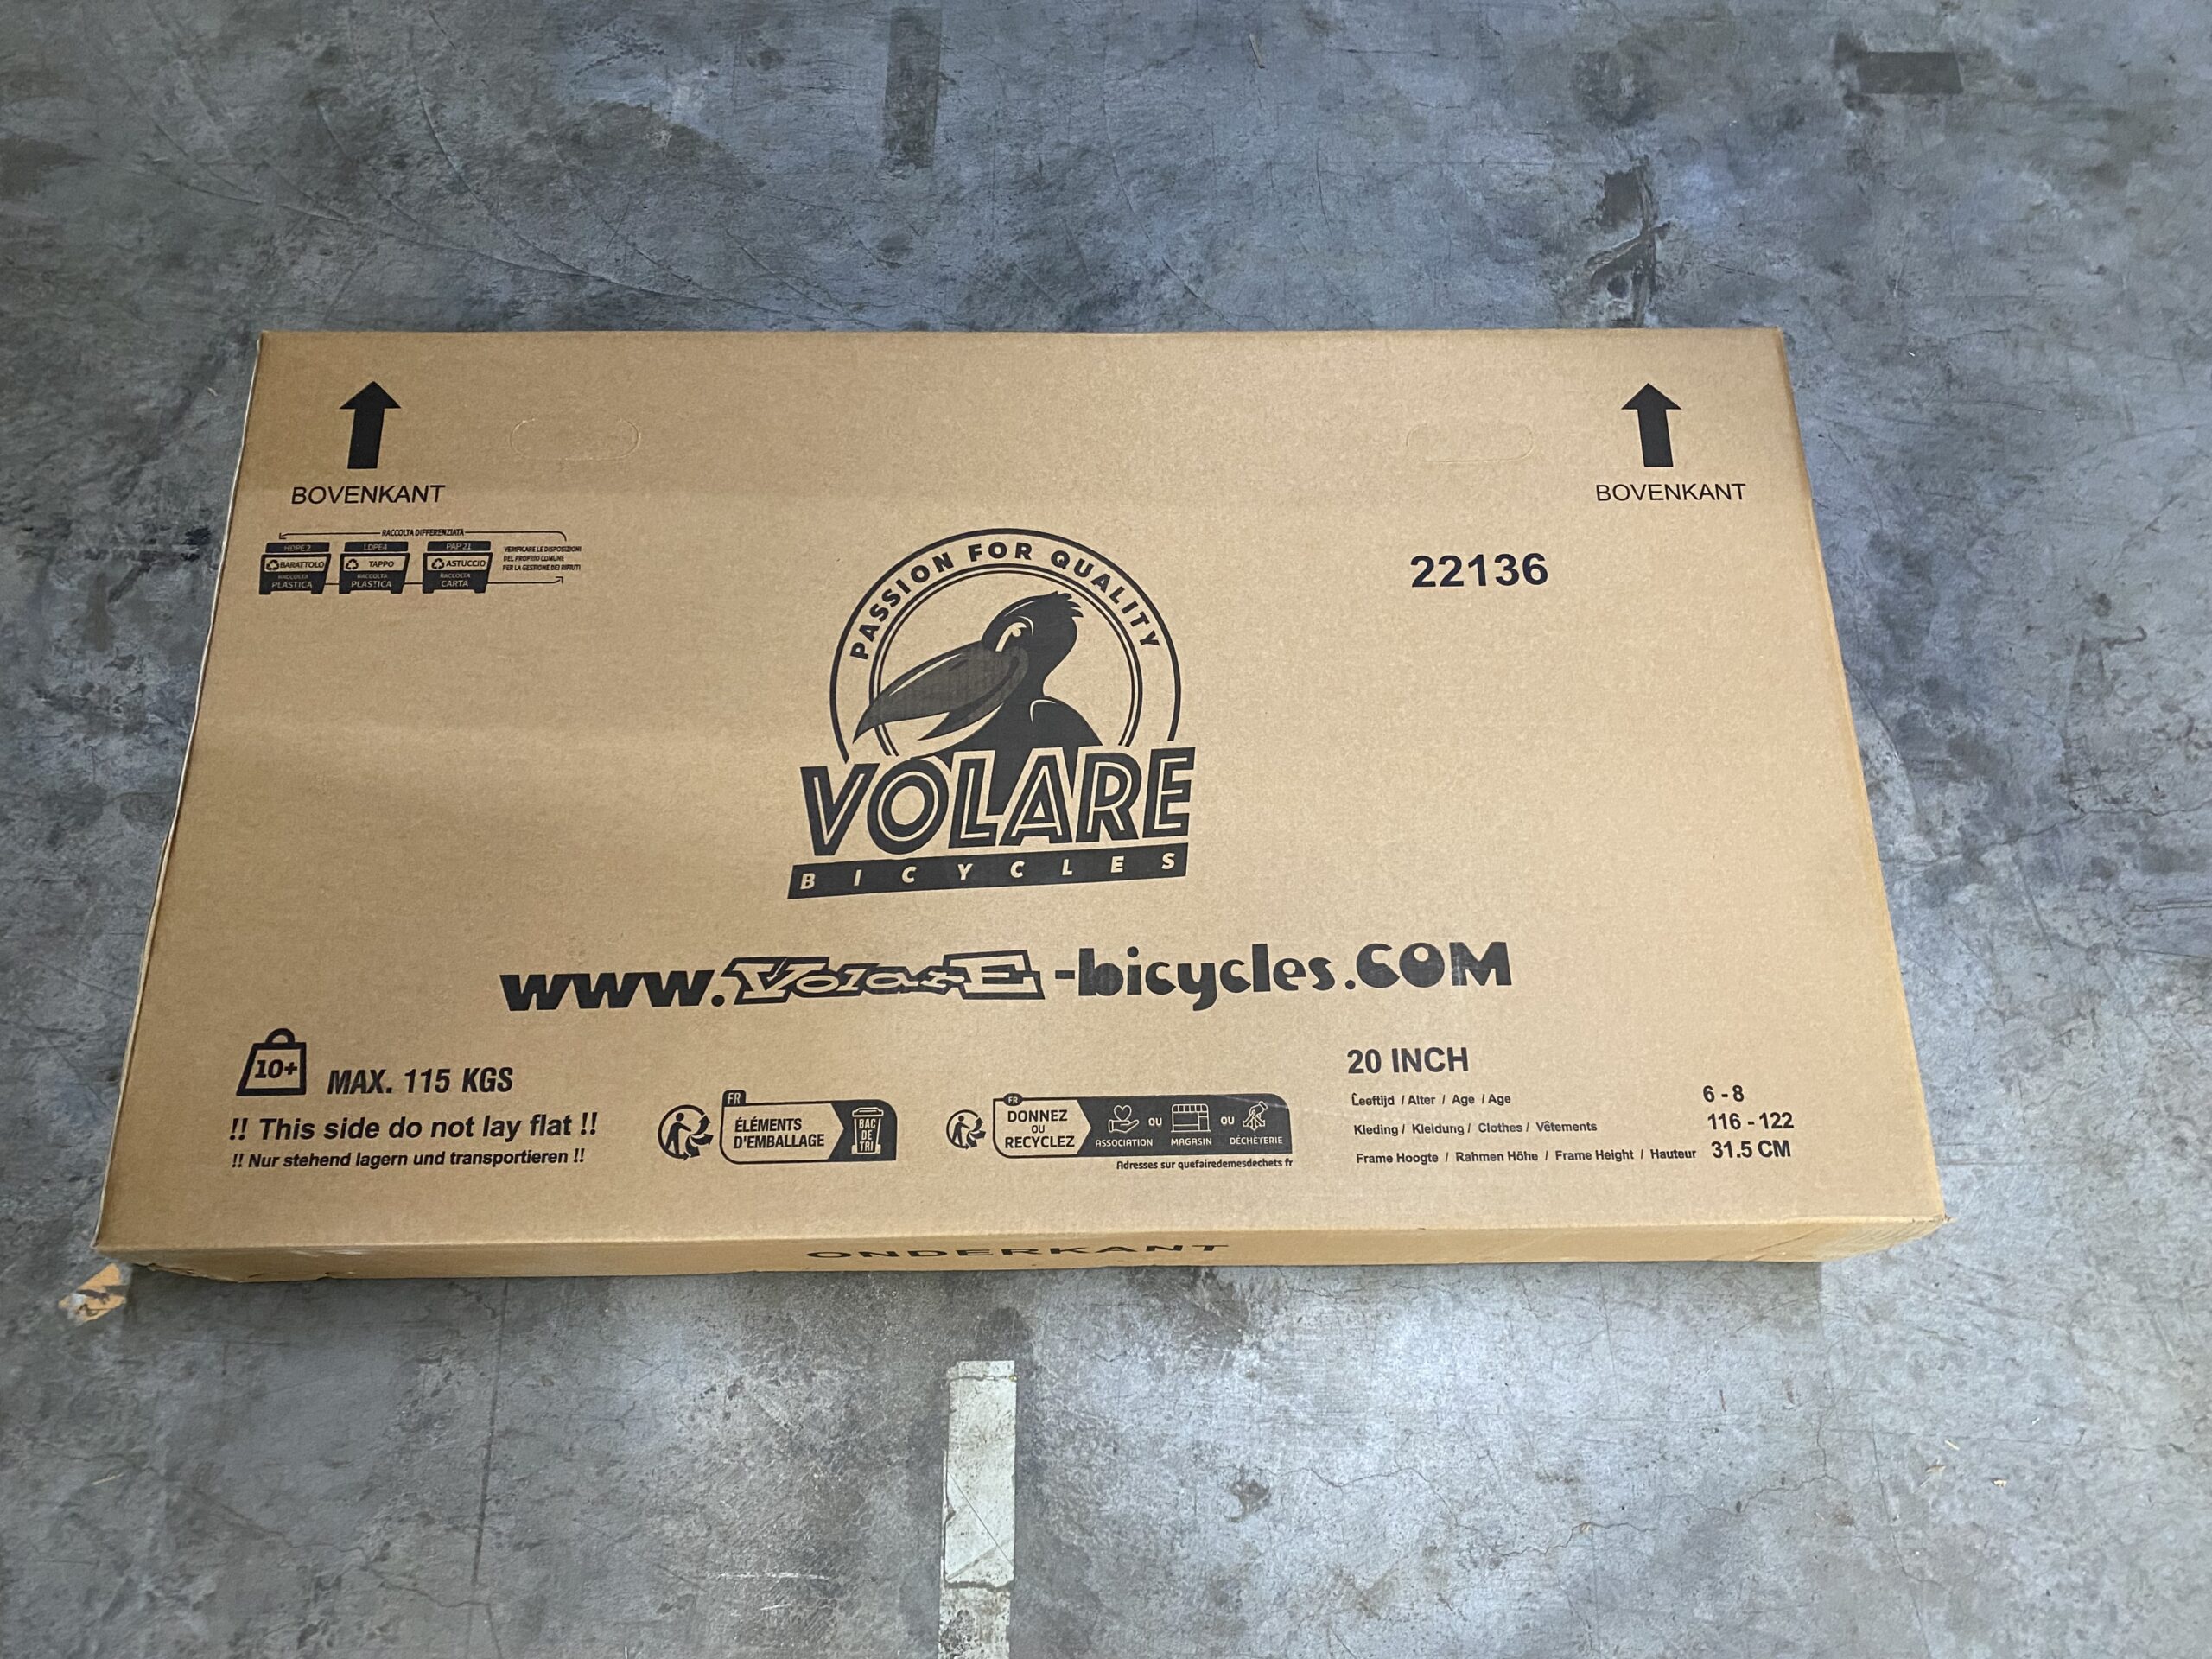 BOVENKANT
BOVENKANT
RACCOLTA DIFFERENZIATA
HDPE 2
BARATTOLO
RACCOLTA
PLASTICA
LDPE4
TAPPO
RACCOLTA
PLASTICA
PAP 21
ASTUCCIO
RACCOLTA
CARTA
VERIFICARE LE DISPOSIZIONI
DEL PROPRIO COMUNE
PER LA GESTIONE DEI RIFIUTI
22136
PASSION FOR QUALITY
VOLARE
BICYCLES
www.VolarE-bicycles.COM
10+
MAX. 115 KGS
!! This side do not lay flat !!
!! Nur stehend lagern und transportieren !!
FR
ÉLÉMENTS
D'EMBALLAGE
BAC
DE
TRI
FR
DONNEZ
OU
RECYCLEZ
ASSOCIATION
OU
MAGASIN
OU
DÉCHÈTERIE
Adresses sur quefairedemesdechets fr
20 INCH
Leeftijd / Alter / Age / Age 6 - 8
Kleding / Kleidung / Clothes / Vêtements 116 - 122
Frame Hoogte / Rahmen Höhe / Frame Height / Hauteur 31.5 CM
ONDERKANT